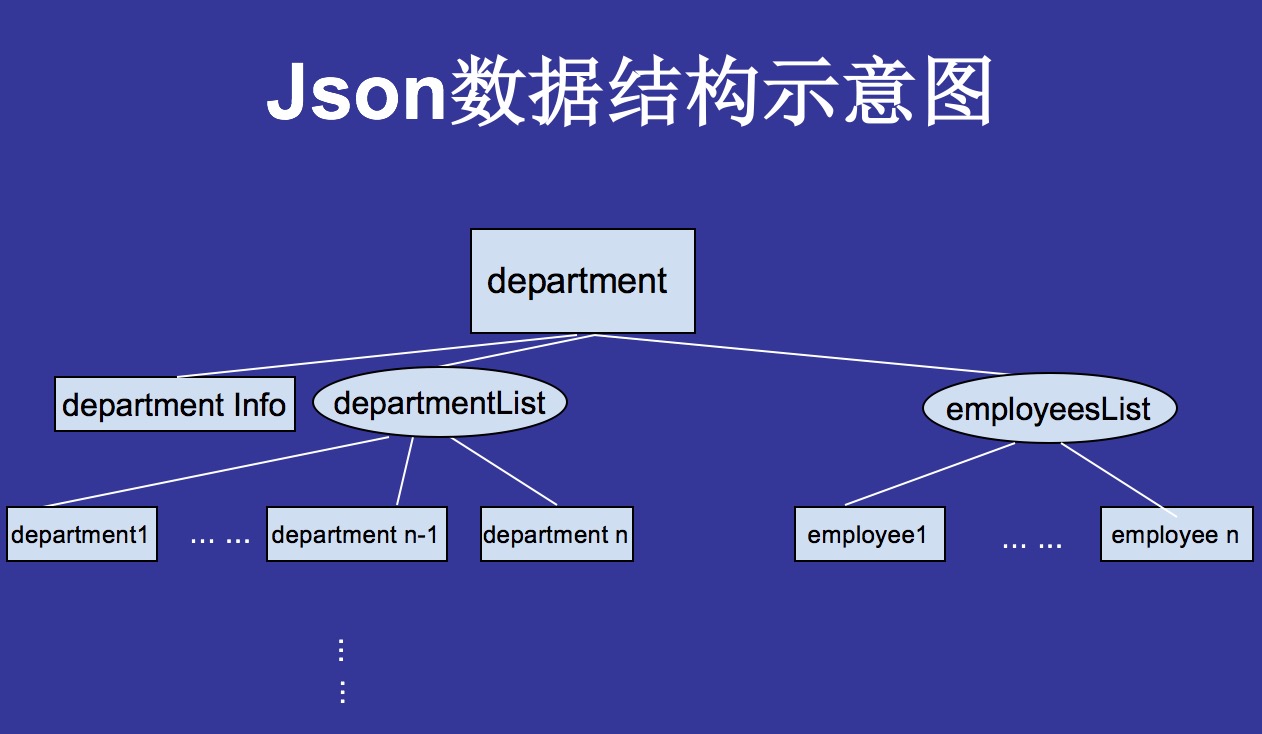 Json数据结构示意图
department
department Info
departmentList
employeesList
department1
... ...
department n-1
department n
employee1
... ...
employee n
...
...